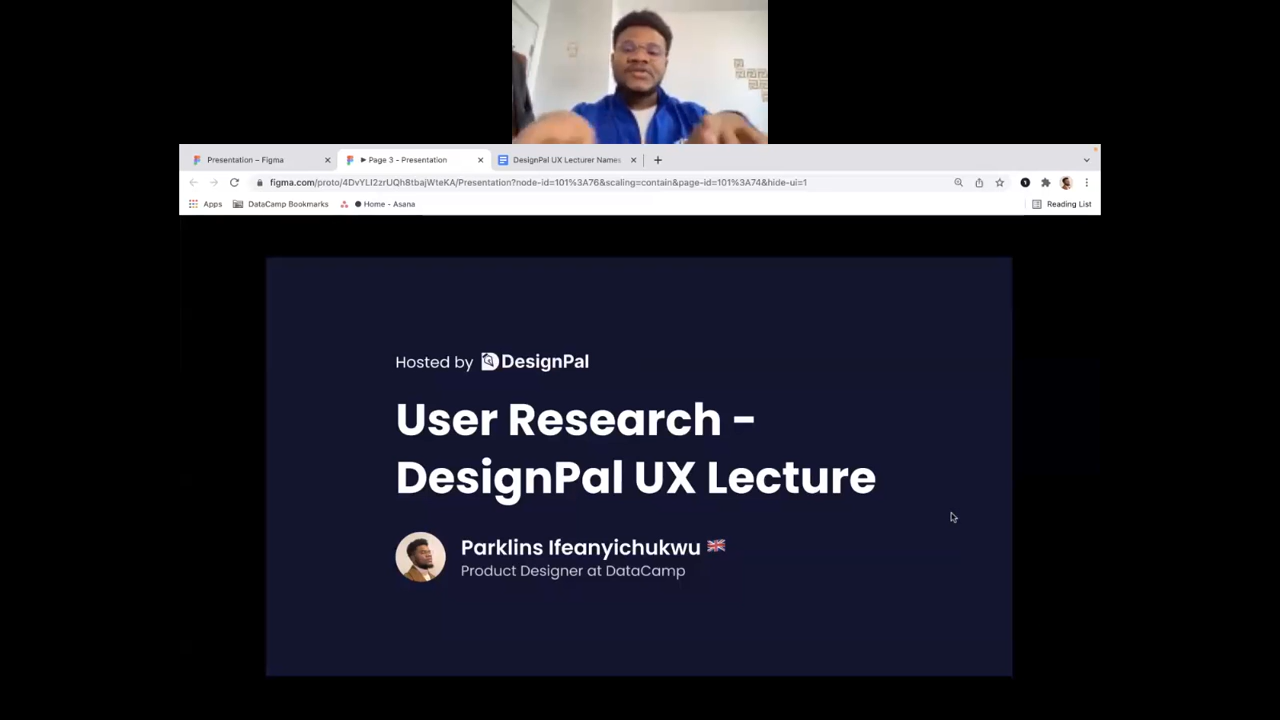 Presentation – Figma
Page 3 - Presentation
DesignPal UX Lecturer Names
figma.com/proto/4DvYLI2zrUQh8tbajWteKA/Presentation?node-id=101%3A76&scaling=contain&page-id=101%3A74&hide-ui=1
Apps
DataCamp Bookmarks
Home - Asana
Reading List
Hosted by DesignPal
User Research -
DesignPal UX Lecture
Parklins Ifeanyichukwu
Product Designer at DataCamp